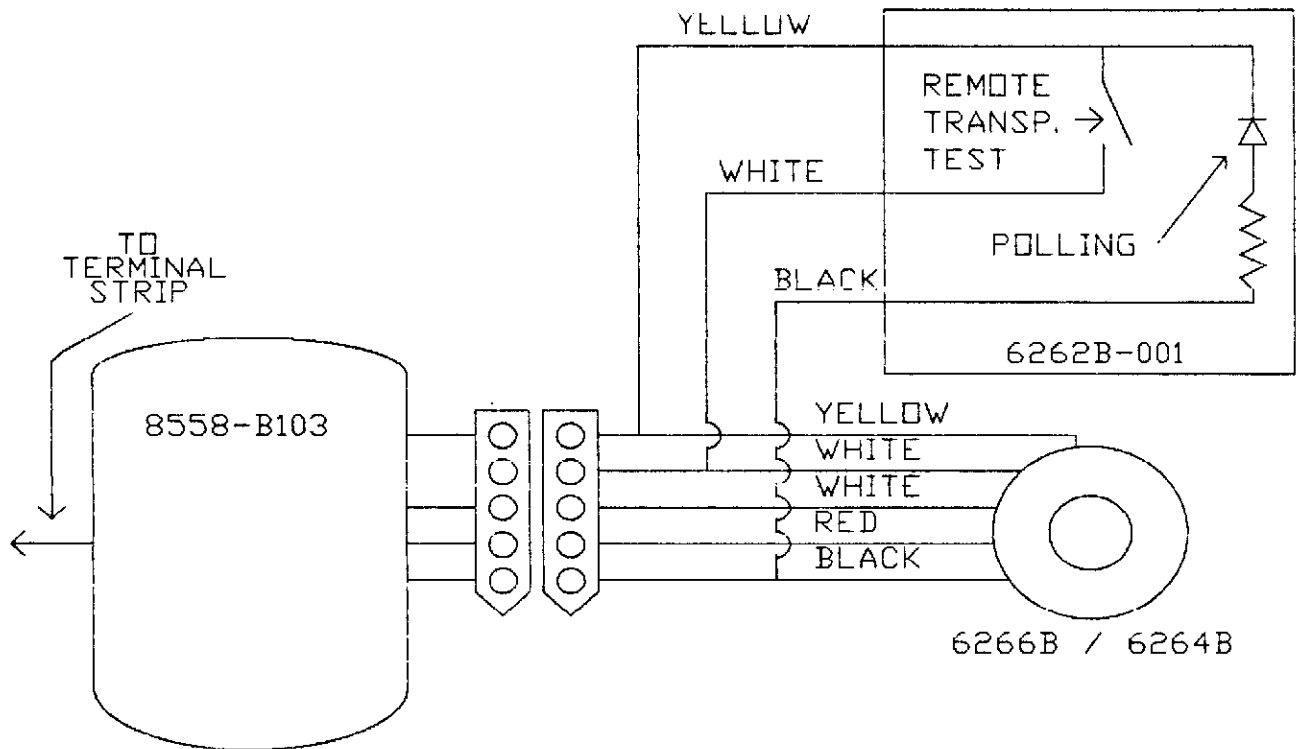 YELLOW
REMOTE
TRANSP.
TEST
WHITE
POLLING
TO
TERMINAL
STRIP
BLACK
6262B-001
8558-B103
YELLOW
WHITE
WHITE
RED
BLACK
6266B / 6264B